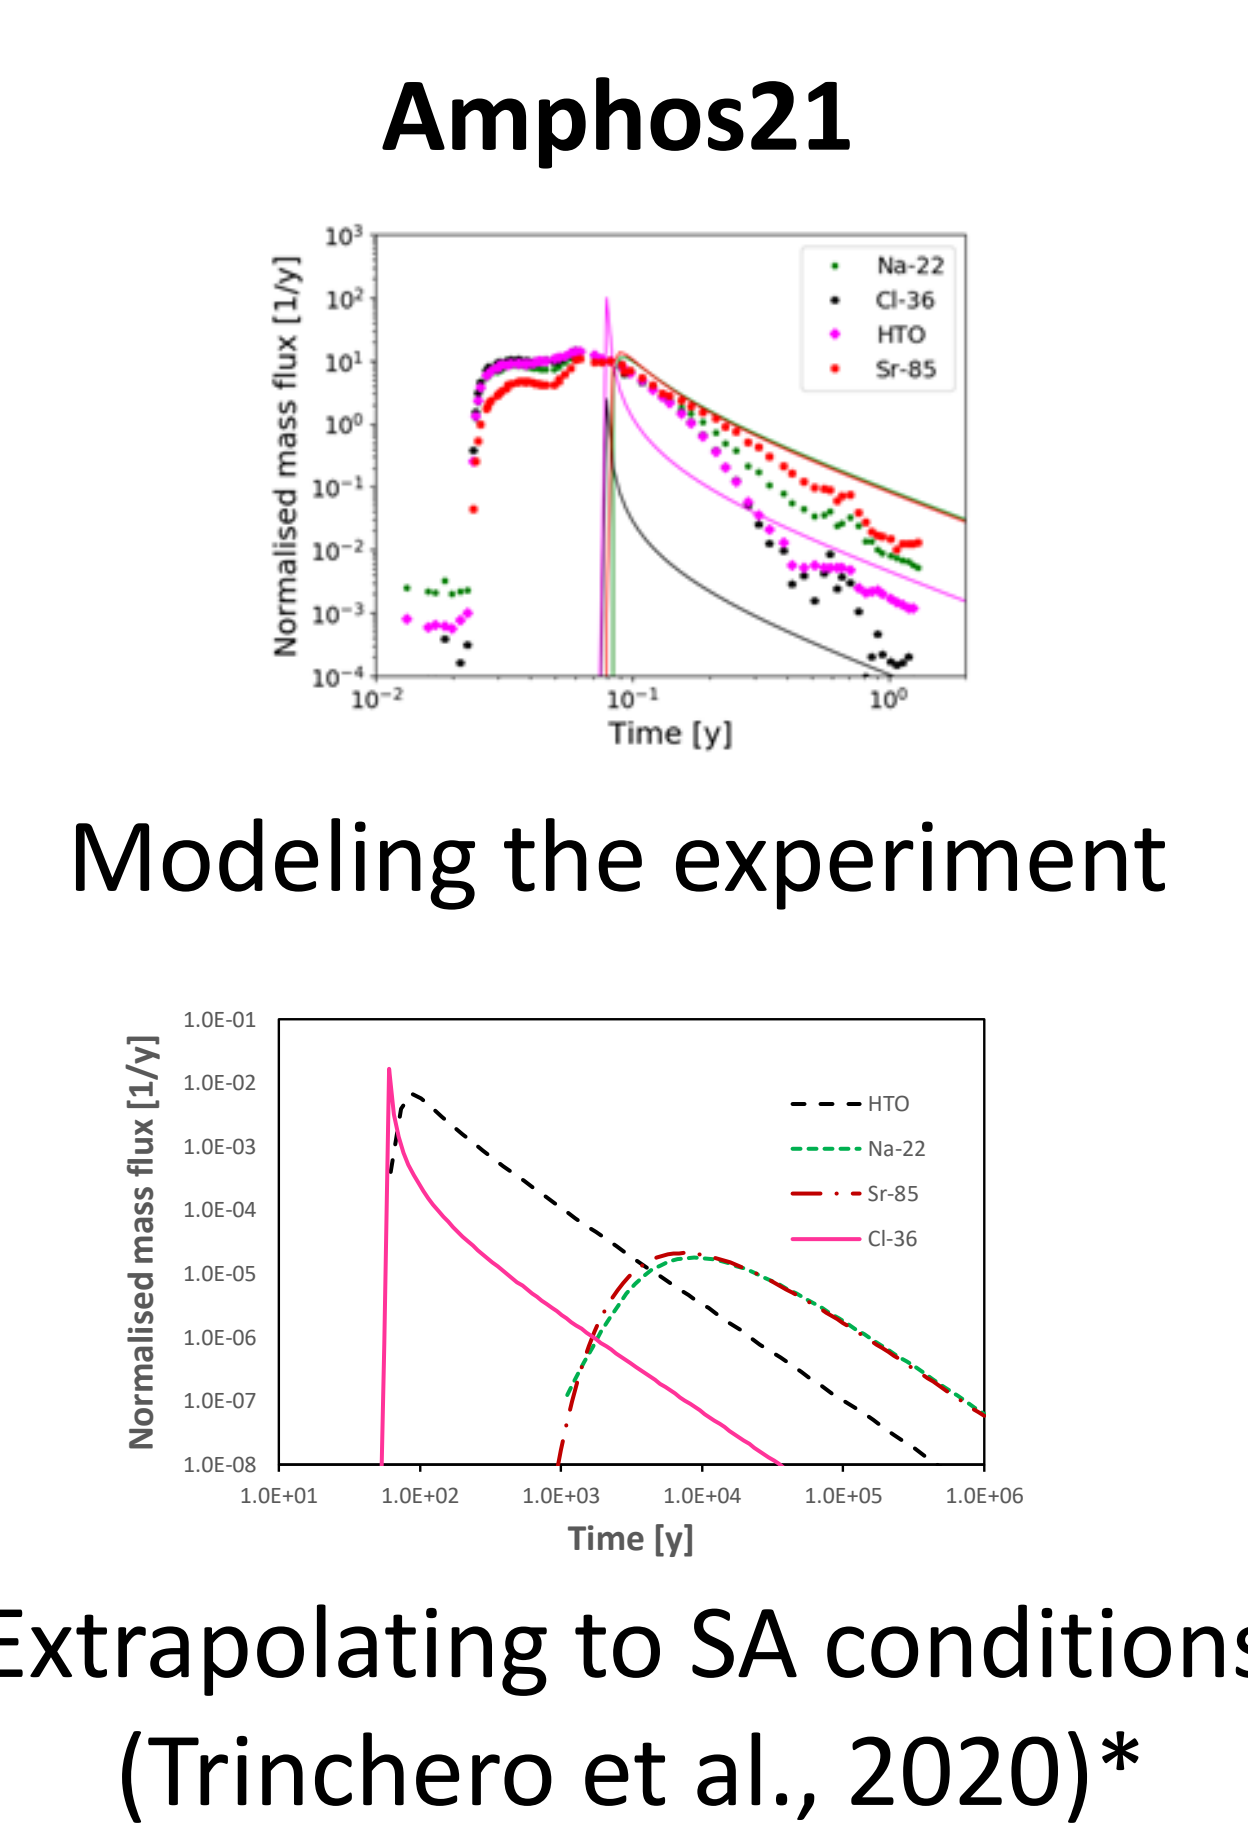 Amphos21
10³
10²
10¹
10⁰
10⁻¹
10⁻²
10⁻³
10⁻⁴
Normalised mass flux [1/y]
Na-22
Cl-36
HTO
Sr-85
10⁻² 10⁻¹ 10⁰
Time [y]
Modeling the experiment
1.0E-01
1.0E-02
1.0E-03
1.0E-04
1.0E-05
1.0E-06
1.0E-07
1.0E-08
Normalised mass flux [1/y]
HTO
Na-22
Sr-85
Cl-36
1.0E+01 1.0E+02 1.0E+03 1.0E+04 1.0E+05 1.0E+06
Time [y]
Extrapolating to SA conditions
(Trinchero et al., 2020)*